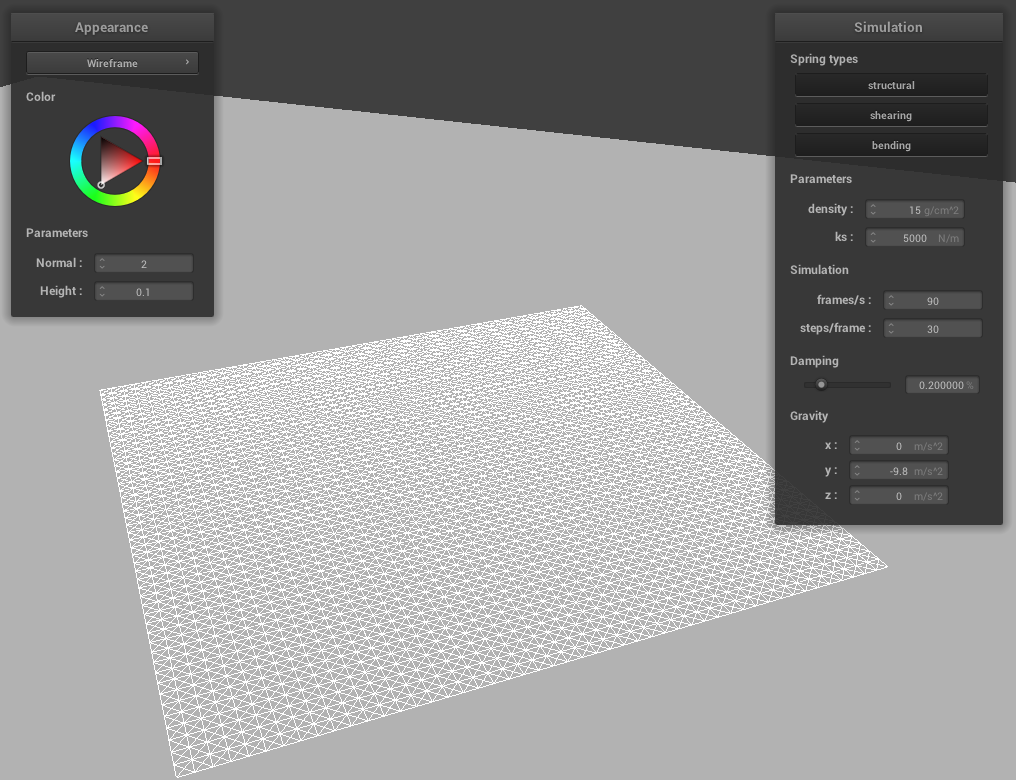 Appearance
Wireframe
Color
Parameters
Normal : 2
Height : 0.1
Simulation
Spring types
structural
shearing
bending
Parameters
density : 15 g/cm^2
ks : 5000 N/m
Simulation
frames/s : 90
steps/frame : 30
Damping
0.200000 %
Gravity
x : 0 m/s^2
y : -9.8 m/s^2
z : 0 m/s^2